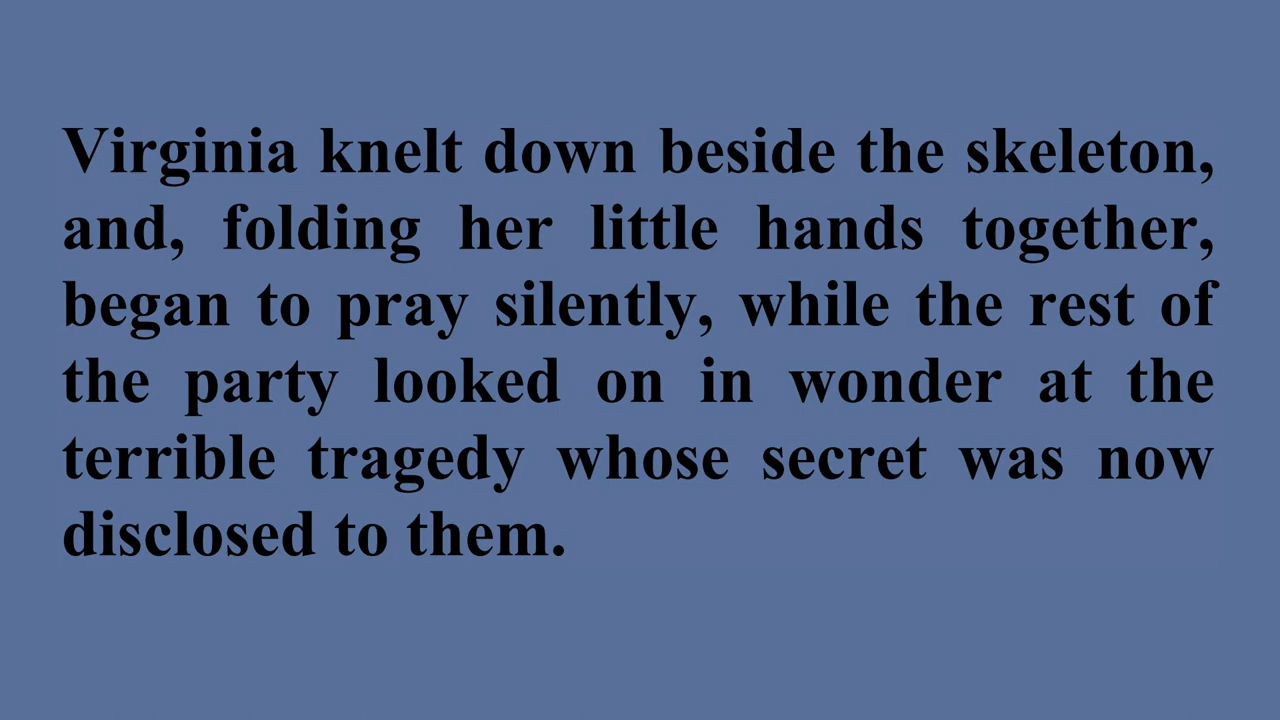 Virginia knelt down beside the skeleton,
and, folding her little hands together,
began to pray silently, while the rest of
the party looked on in wonder at the
terrible tragedy whose secret was now
disclosed to them.